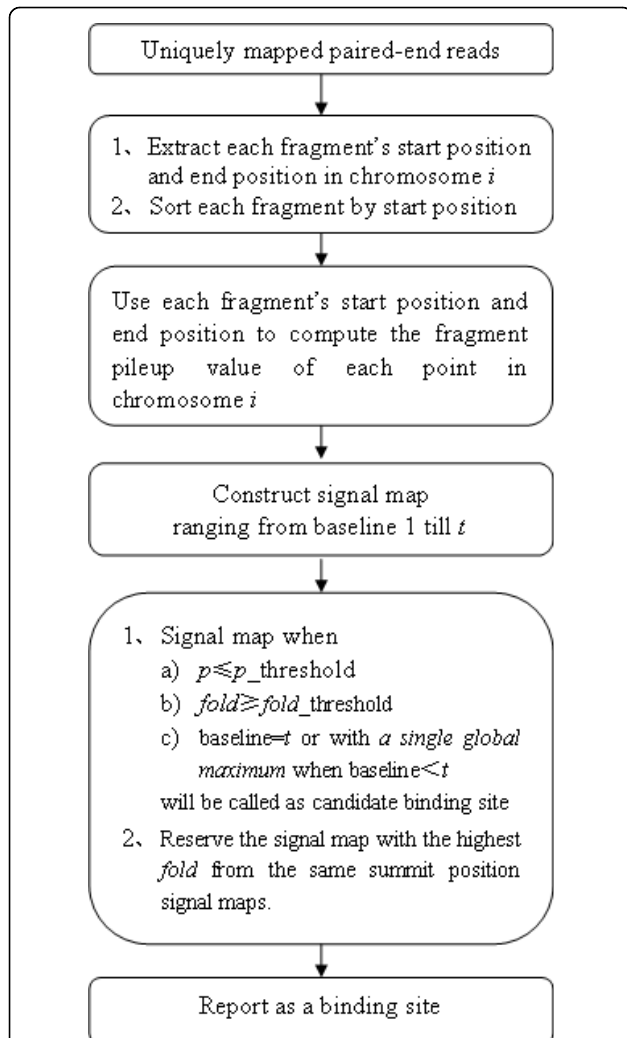 Uniquely mapped paired-end reads
1、Extract each fragment's start position
and end position in chromosome i
2、Sort each fragment by start position
Use each fragment's start position and
end position to compute the fragment
pileup value of each point in
chromosome i
Construct signal map
ranging from baseline 1 till t
1、Signal map when
a) p≤p_threshold
b) fold≥fold_threshold
c) baseline=t or with a single global
maximum when baseline<t
will be called as candidate binding site
2、Reserve the signal map with the highest
fold from the same summit position
signal maps.
Report as a binding site